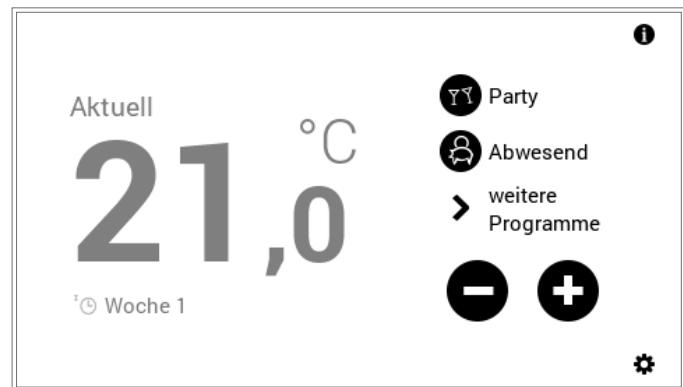 Aktuell
21,0 °C
Woche 1
Party
Abwesend
weitere
Programme